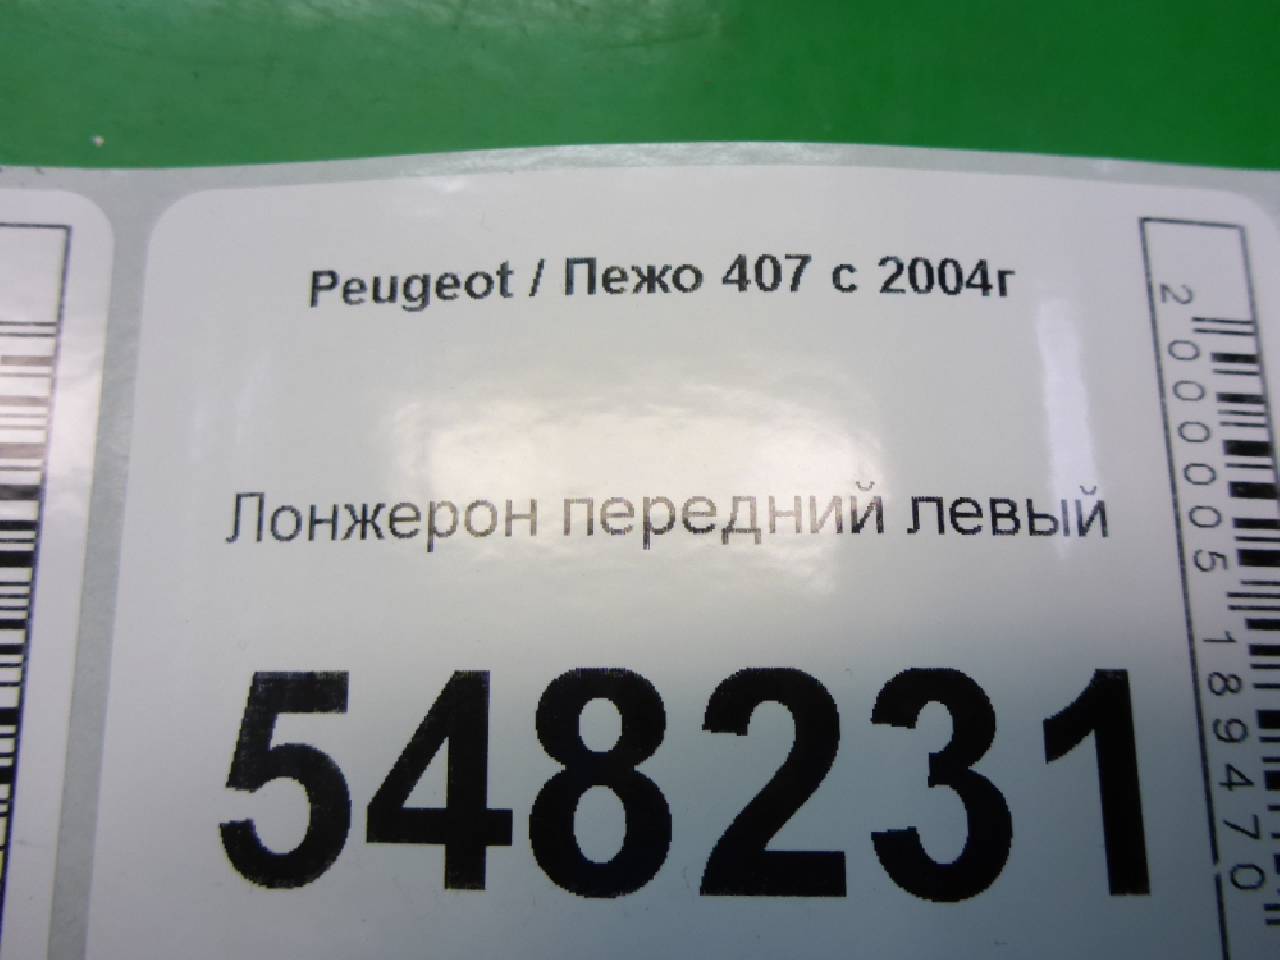 Peugeot / Пежо 407 с 2004г
Лонжерон передний левый
548231
2000005189470